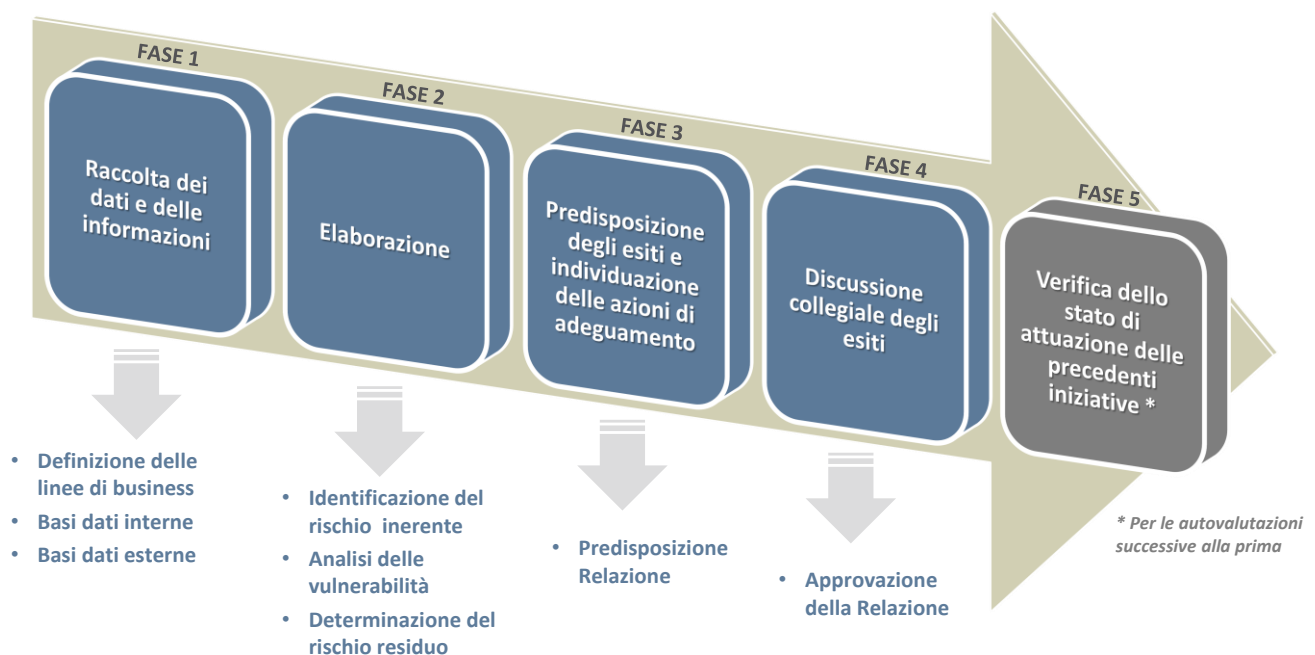 FASE 1
Raccolta dei
dati e delle
informazioni
• Definizione delle
linee di business
• Basi dati interne
• Basi dati esterne
FASE 2
Elaborazione
• Identificazione del
rischio inerente
• Analisi delle
vulnerabilità
• Determinazione del
rischio residuo
FASE 3
Predisposizione
degli esiti e
individuazione
delle azioni di
adeguamento
• Predisposizione
Relazione
FASE 4
Discussione
collegiale degli
esiti
• Approvazione
della Relazione
FASE 5
Verifica dello
stato di
attuazione delle
precedenti
iniziative *
* Per le autovalutazioni
successive alla prima